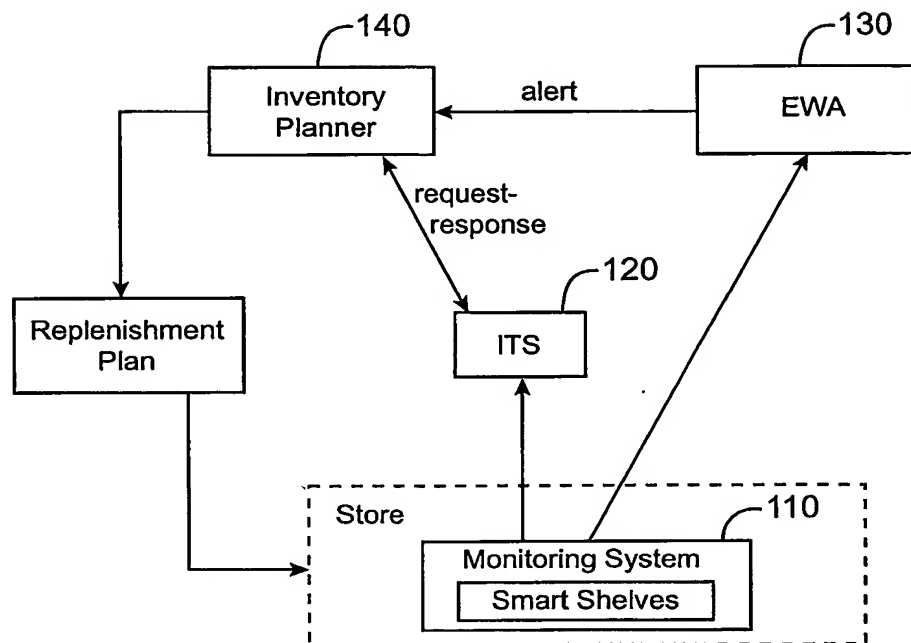 140
130
Inventory
Planner
alert
EWA
request-
response
120
Replenishment
Plan
ITS
Store
110
Monitoring System
Smart Shelves